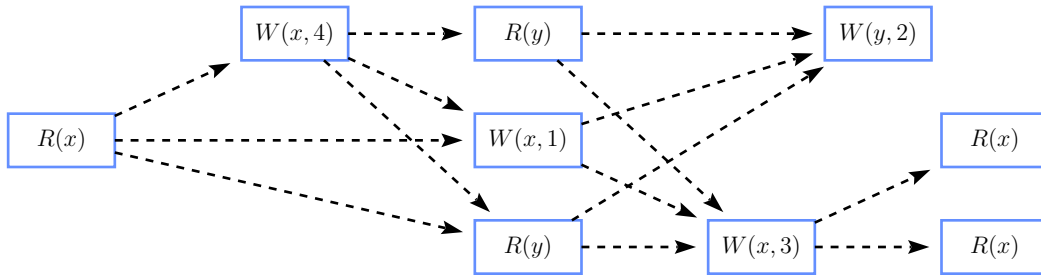 W(x, 4)
R(y)
W(y, 2)
R(x)
W(x, 1)
R(x)
R(y)
W(x, 3)
R(x)